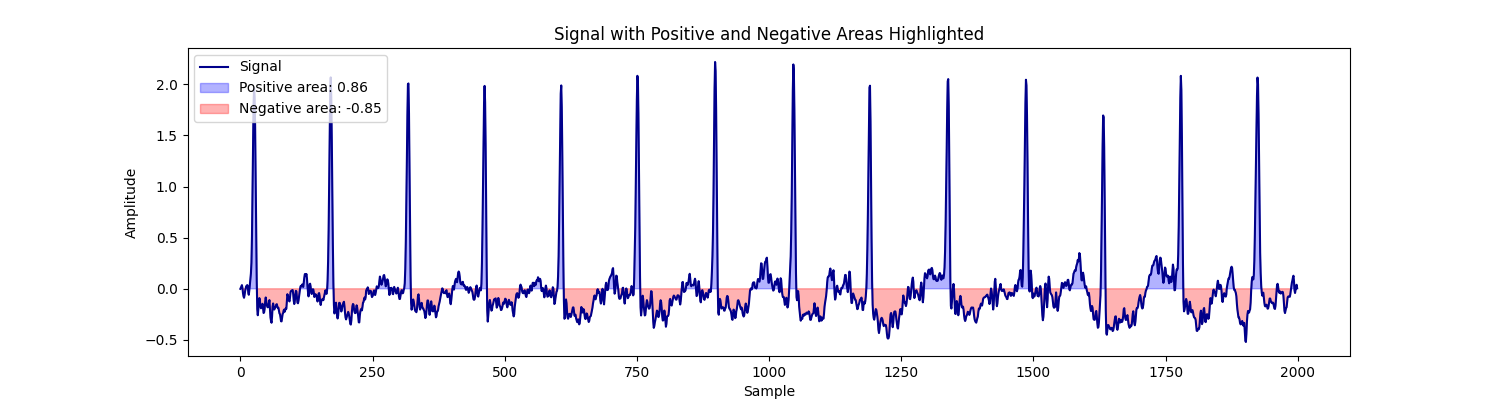 Signal with Positive and Negative Areas Highlighted
Signal
Positive area: 0.86
Negative area: -0.85
Amplitude
2.0
1.5
1.0
0.5
0.0
−0.5
0 250 500 750 1000 1250 1500 1750 2000
Sample